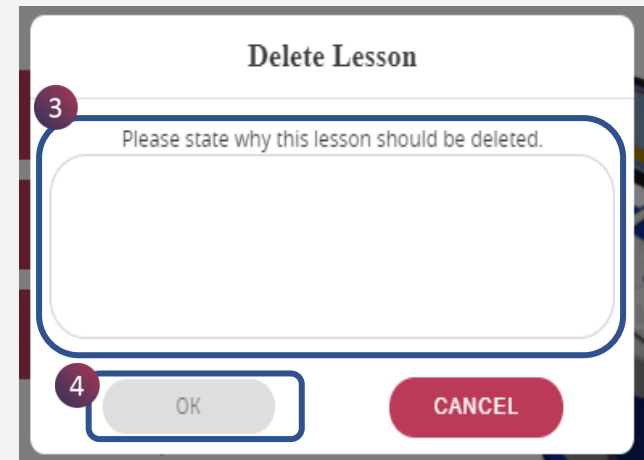 Delete Lesson
3
Please state why this lesson should be deleted.
4
OK
CANCEL